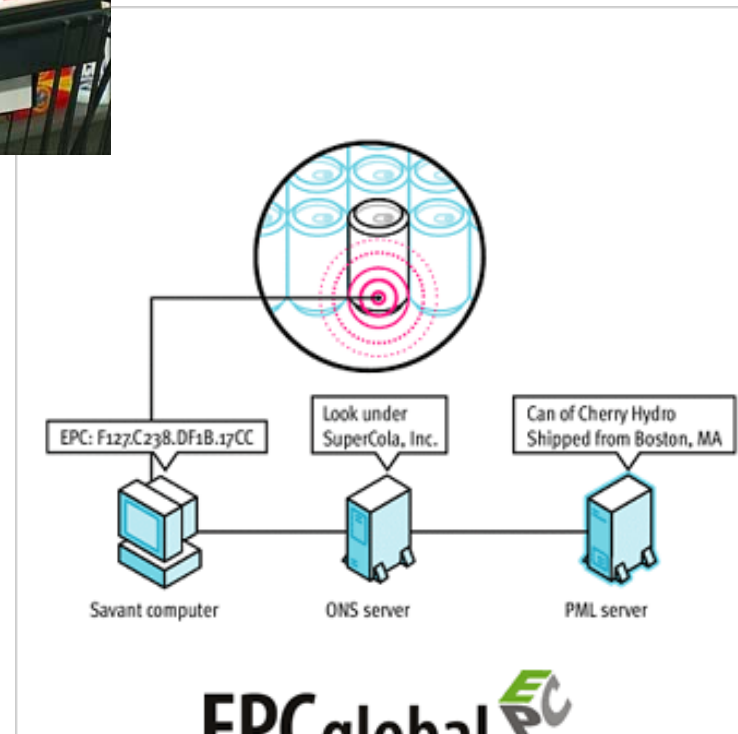 EPC: F127.C238.DF1B.17CC
Look under
SuperCola, Inc.
Can of Cherry Hydro
Shipped from Boston, MA
Savant computer
ONS server
PML server
EPCglobal EPC